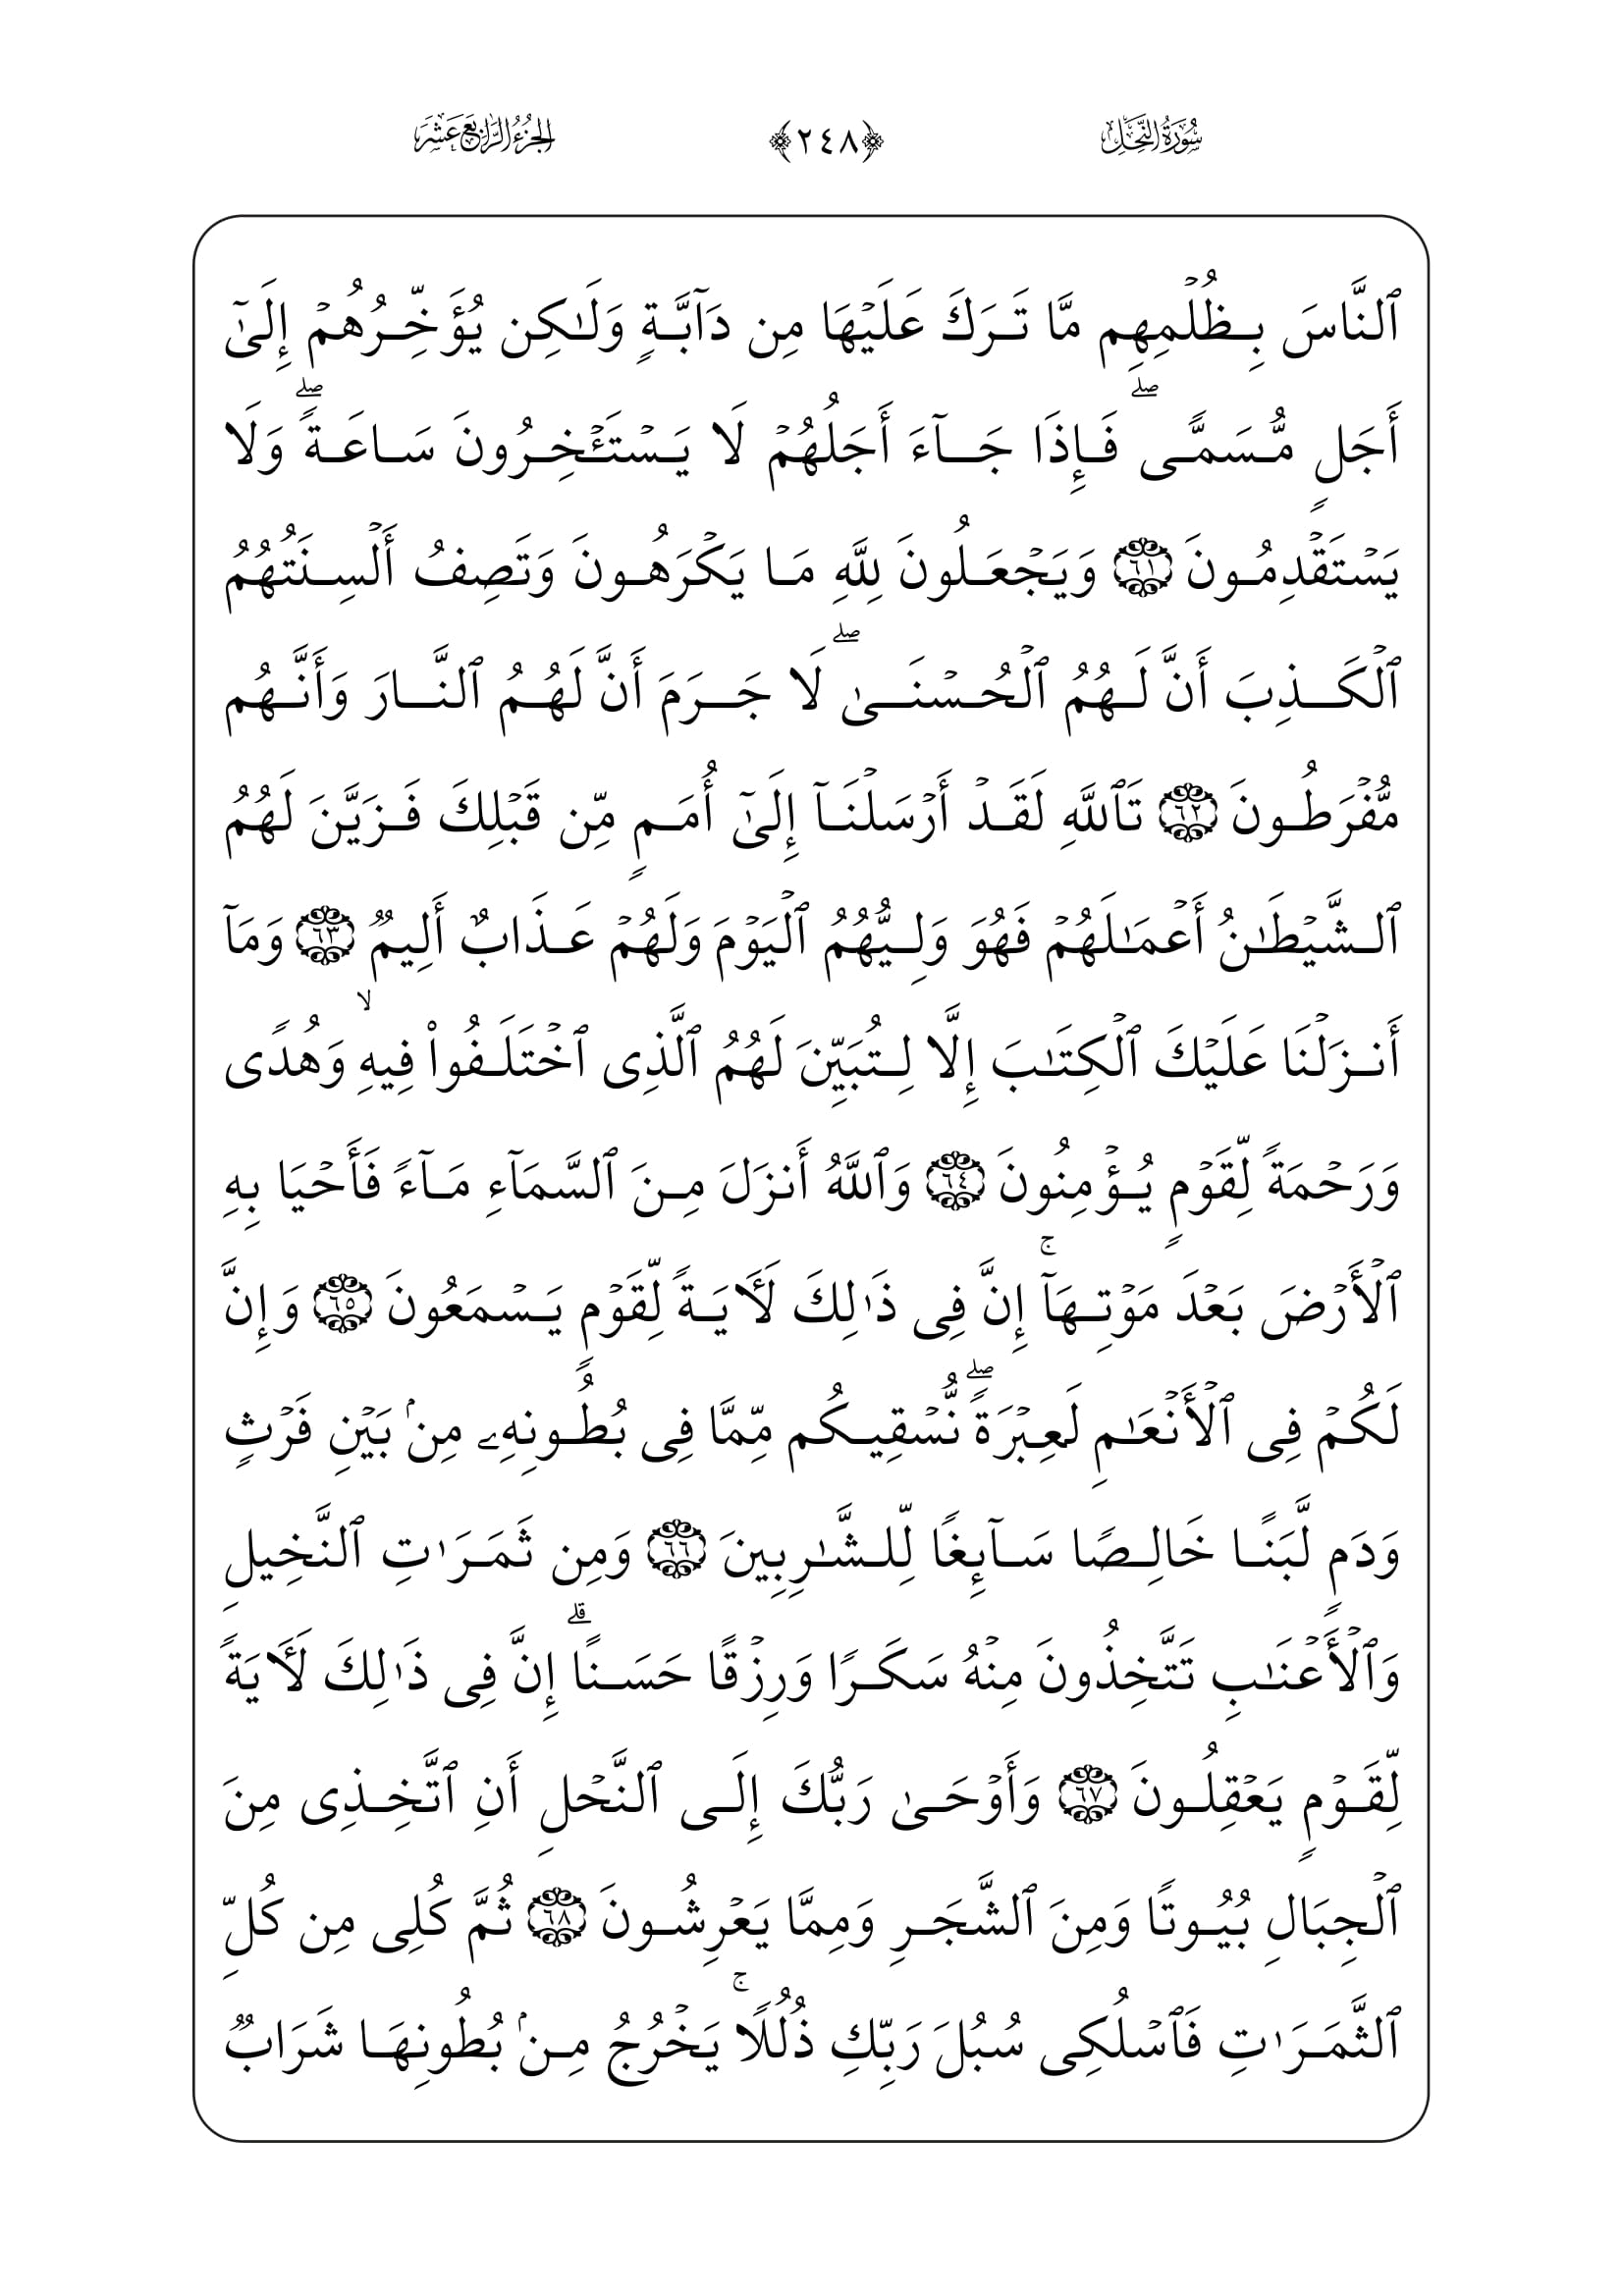 سُورَةُ النَّحۡلِ ﴿٢٤٨﴾ الجُزۡءُ الرَّابِعَ عَشَرَ
ٱلنَّاسَ بِظُلۡمِهِم مَّا تَرَكَ عَلَيۡهَا مِن دَآبَّةٍ وَلَٰكِن يُؤَخِّرُهُمۡ إِلَىٰٓ
أَجَلٍ مُّسَمًّىۖ فَإِذَا جَآءَ أَجَلُهُمۡ لَا يَسۡتَـٔۡخِرُونَ سَاعَةًۖ وَلَا
يَسۡتَقۡدِمُونَ ٦١ وَيَجۡعَلُونَ لِلَّهِ مَا يَكۡرَهُونَ وَتَصِفُ أَلۡسِنَتُهُمُ
ٱلۡكَذِبَ أَنَّ لَهُمُ ٱلۡحُسۡنَىٰۖ لَا جَرَمَ أَنَّ لَهُمُ ٱلنَّارَ وَأَنَّهُم
مُّفۡرَطُونَ ٦٢ تَٱللَّهِ لَقَدۡ أَرۡسَلۡنَآ إِلَىٰٓ أُمَمٍ مِّن قَبۡلِكَ فَزَيَّنَ لَهُمُ
ٱلشَّيۡطَٰنُ أَعۡمَٰلَهُمۡ فَهُوَ وَلِيُّهُمُ ٱلۡيَوۡمَ وَلَهُمۡ عَذَابٌ أَلِيمٌ ٦٣ وَمَآ
أَنزَلۡنَا عَلَيۡكَ ٱلۡكِتَٰبَ إِلَّا لِتُبَيِّنَ لَهُمُ ٱلَّذِى ٱخۡتَلَفُواْ فِيهِۙ وَهُدًى
وَرَحۡمَةً لِّقَوۡمٍ يُؤۡمِنُونَ ٦٤ وَٱللَّهُ أَنزَلَ مِنَ ٱلسَّمَآءِ مَآءً فَأَحۡيَا بِهِ
ٱلۡأَرۡضَ بَعۡدَ مَوۡتِهَآۚ إِنَّ فِى ذَٰلِكَ لَأٓيَةً لِّقَوۡمٍ يَسۡمَعُونَ ٦٥ وَإِنَّ
لَكُمۡ فِى ٱلۡأَنۡعَٰمِ لَعِبۡرَةًۖ نُّسۡقِيكُم مِّمَّا فِى بُطُونِهِۦ مِنۢ بَيۡنِ فَرۡثٍ
وَدَمٍ لَّبَنًا خَالِصًا سَآئِغًا لِّلشَّٰرِبِينَ ٦٦ وَمِن ثَمَرَٰتِ ٱلنَّخِيلِ
وَٱلۡأَعۡنَٰبِ تَتَّخِذُونَ مِنۡهُ سَكَرًا وَرِزۡقًا حَسَنًاۗ إِنَّ فِى ذَٰلِكَ لَأٓيَةً
لِّقَوۡمٍ يَعۡقِلُونَ ٦٧ وَأَوۡحَىٰ رَبُّكَ إِلَى ٱلنَّحۡلِ أَنِ ٱتَّخِذِى مِنَ
ٱلۡجِبَالِ بُيُوتًا وَمِنَ ٱلشَّجَرِ وَمِمَّا يَعۡرِشُونَ ٦٨ ثُمَّ كُلِى مِن كُلِّ
ٱلثَّمَرَٰتِ فَٱسۡلُكِى سُبُلَ رَبِّكِ ذُلُلًاۚ يَخۡرُجُ مِنۢ بُطُونِهَا شَرَابٌ